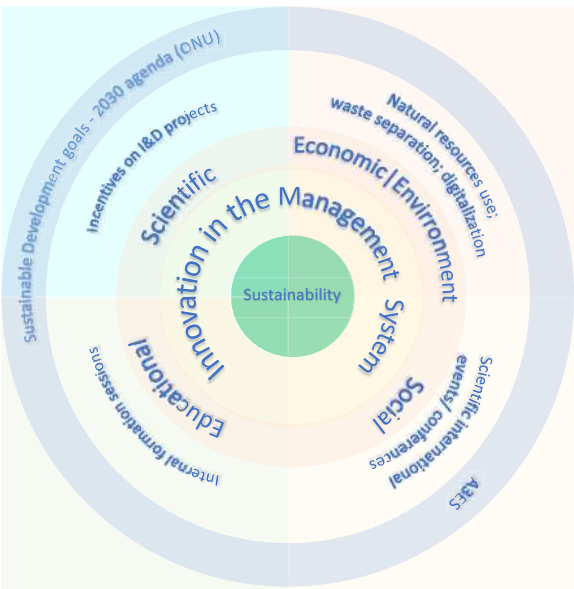 Sustainable Development goals - 2030 agenda (ONU)
Incentives on I&D projects
Natural resources use;
waste separation; digitalization
Scientific
Economic/Envirronment
Innovation in the Management System
Sustainability
Educational
Social
Internal formation sessions
Scientific international
events/ conferences
A3ES